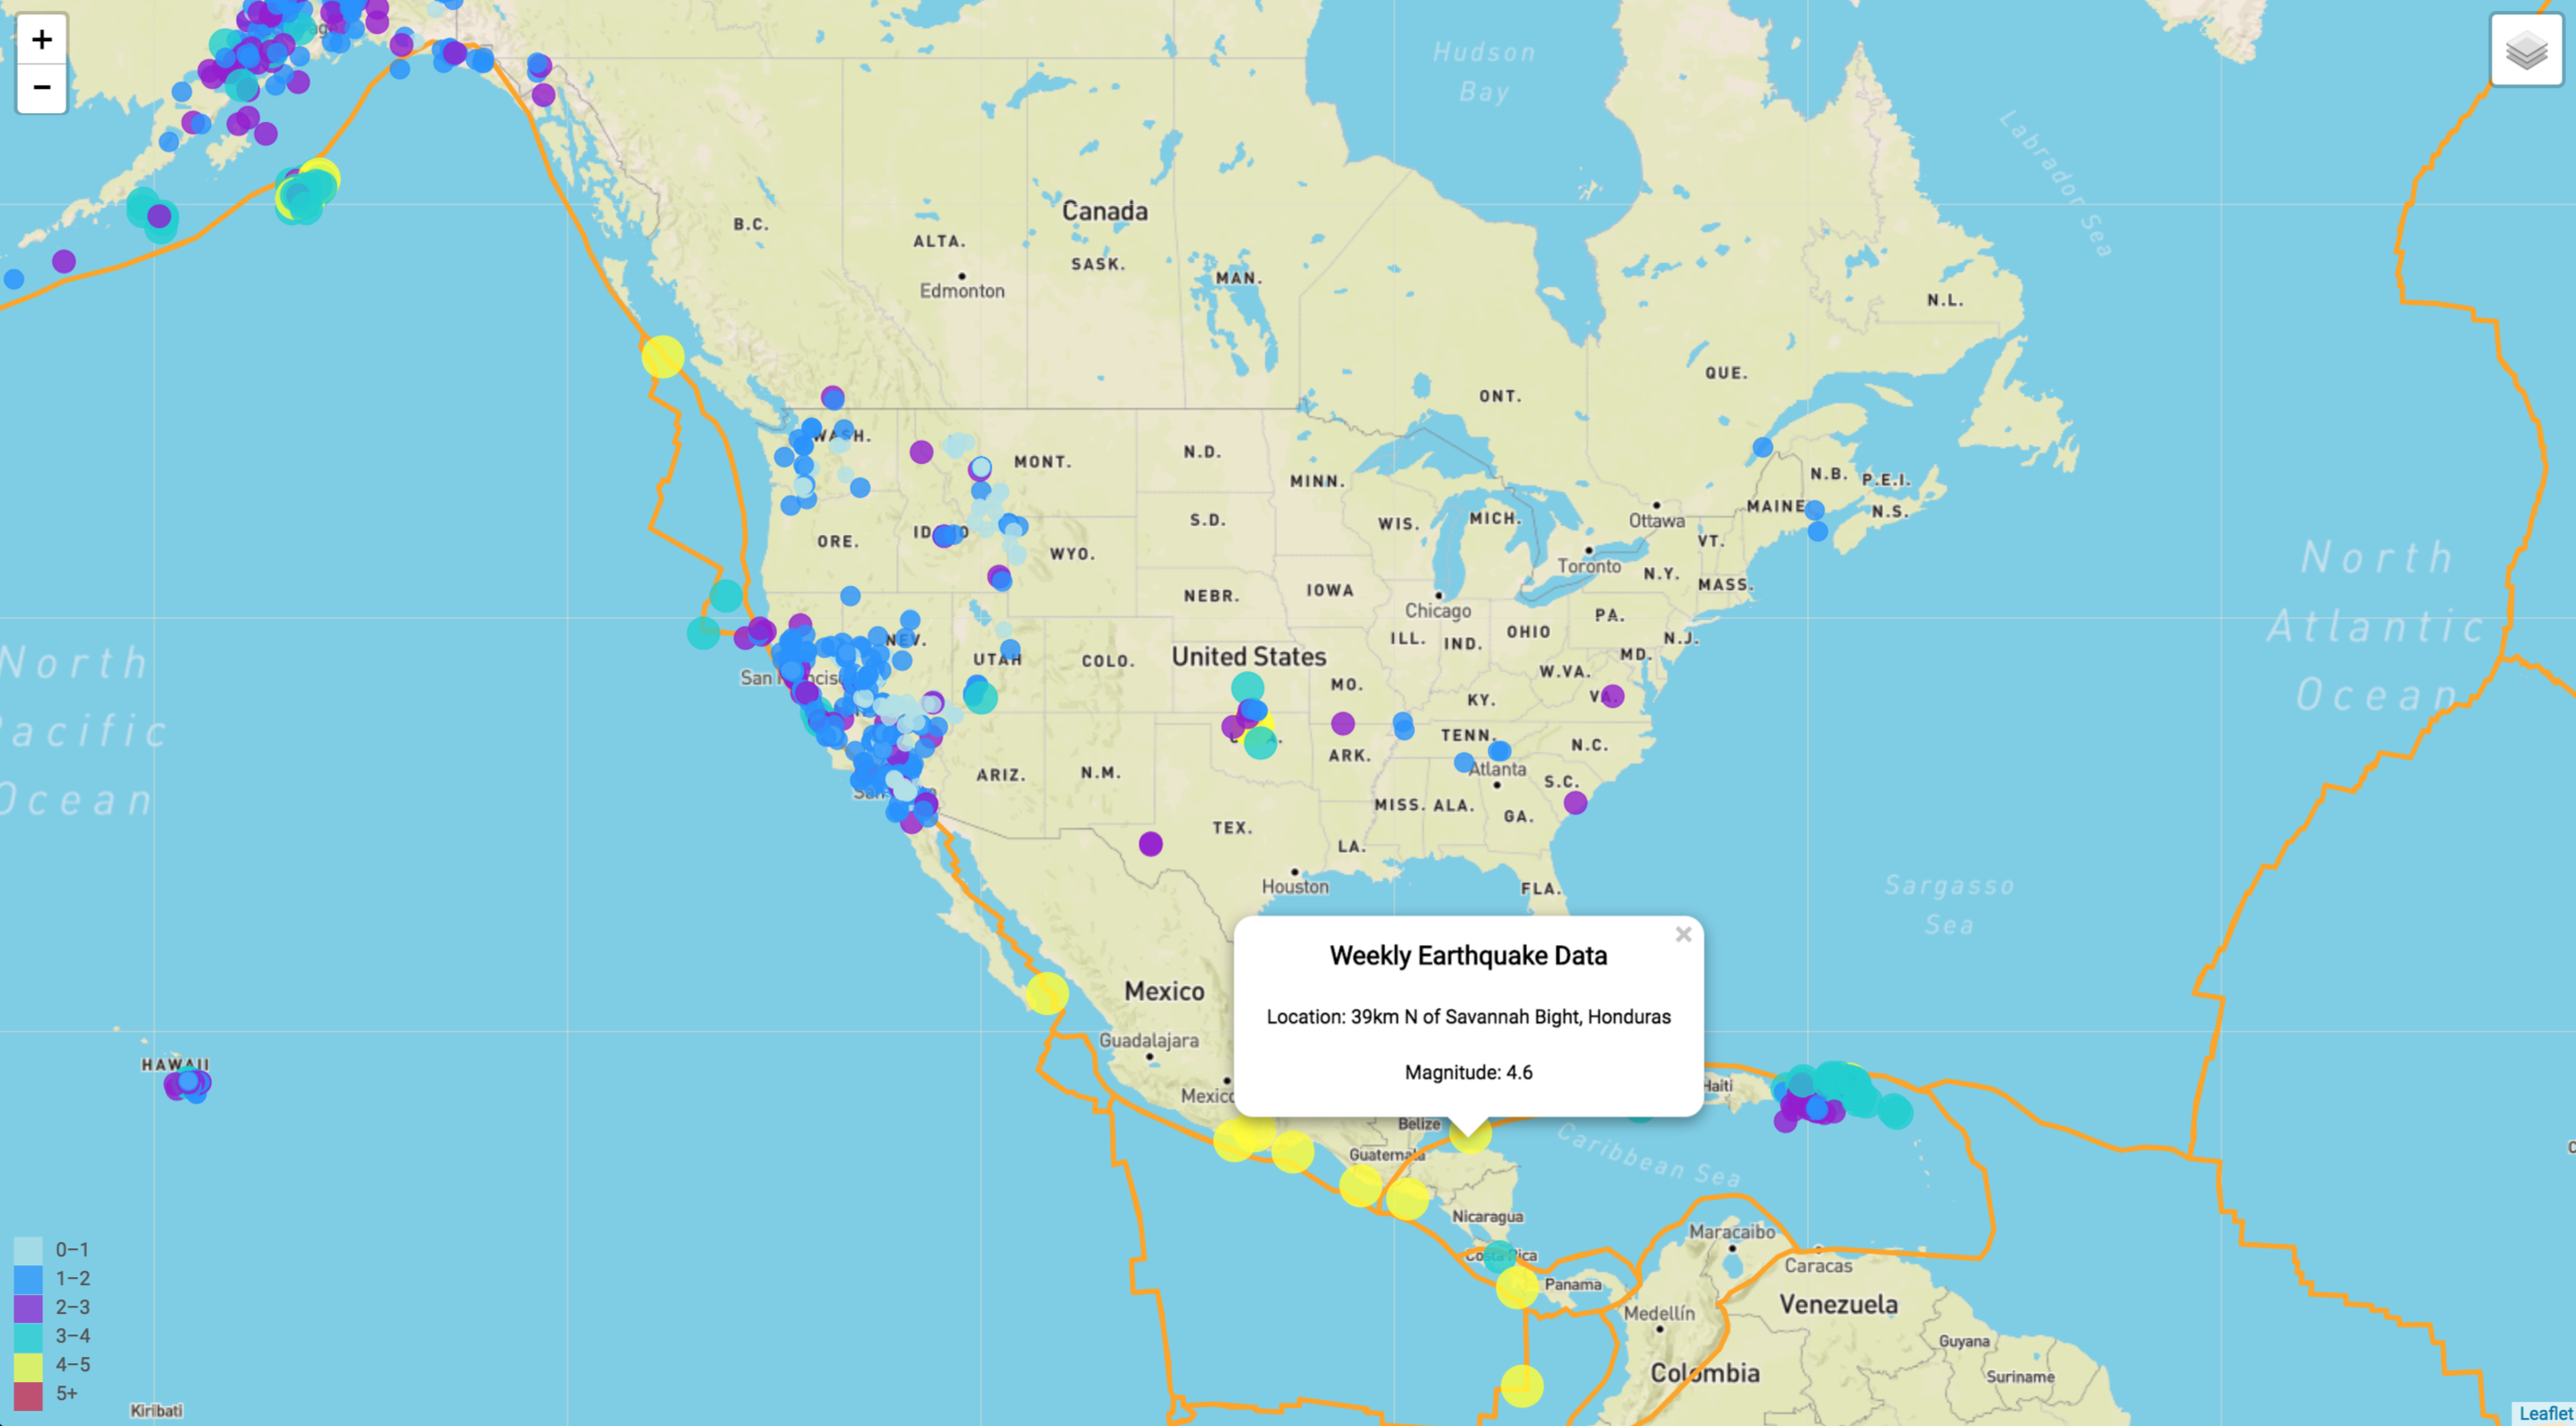 +
−
Hudson
Bay
Labrador Sea
Canada
B.C.
ALTA.
SASK.
MAN.
Edmonton
N.L.
QUE.
ONT.
WASH.
MONT.
N.D.
MINN.
N.B.
P.E.I.
MAINE
N.S.
Ottawa
S.D.
WIS.
MICH.
ORE.
WYO.
VT.
Toronto
N.Y.
MASS.
NEBR.
IOWA
Chicago
PA.
North
Atlantic
Ocean
NEV.
UTAH
COLO.
United States
ILL.
IND.
OHIO
N.J.
MD.
W.VA.
North
Pacific
Ocean
San
MO.
KY.
VA.
TENN.
N.C.
ARK.
ARIZ.
N.M.
Atlanta
S.C.
MISS.
ALA.
GA.
TEX.
LA.
Houston
FLA.
Sargasso
Sea
Weekly Earthquake Data
×
Location: 39km N of Savannah Bight, Honduras
Magnitude: 4.6
Mexico
Guadalajara
Mexico
HAWAII
Haiti
Belize
Guatemala
Caribbean Sea
Nicaragua
Costa Rica
Panama
Maracaibo
Caracas
Medellín
Venezuela
Guyana
Colombia
Suriname
0–1
1–2
2–3
3–4
4–5
5+
Kiribati
Leaflet